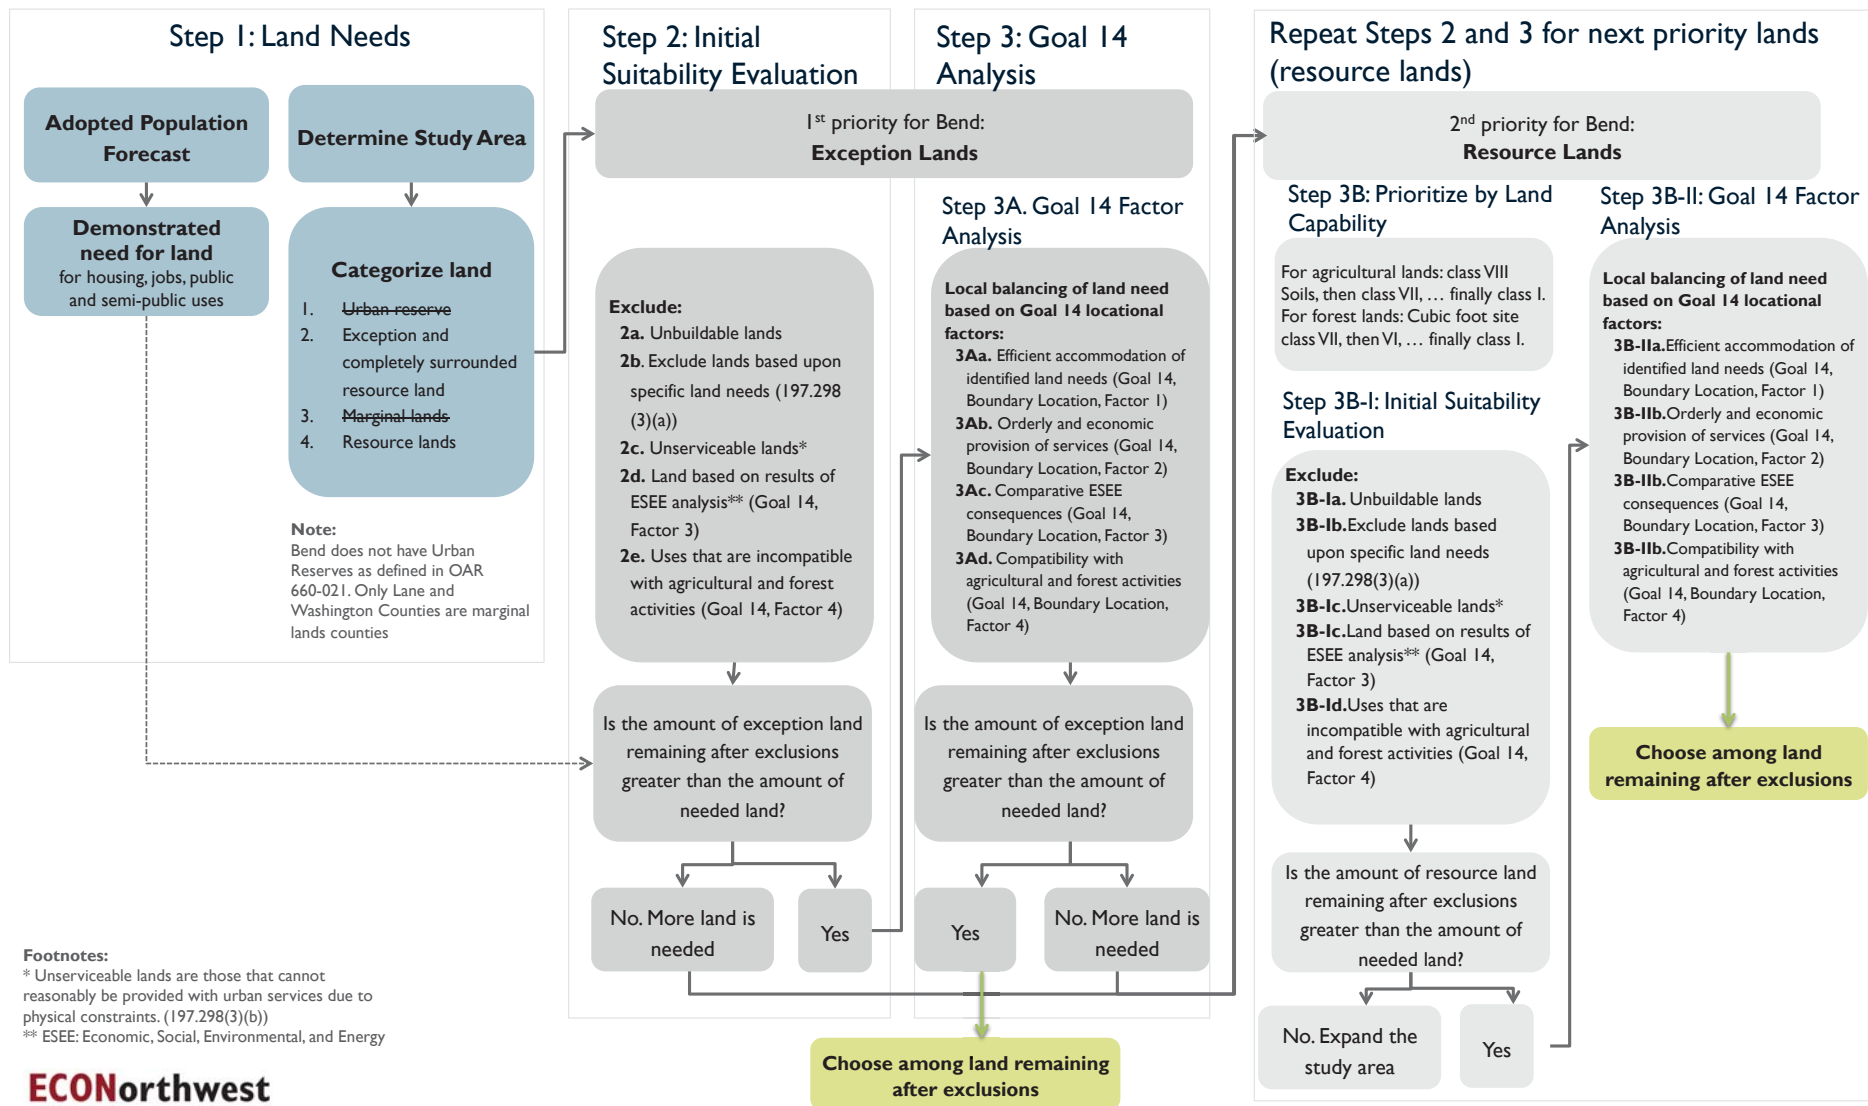 Step 1: Land Needs
Adopted Population
Forecast
Determine Study Area
Demonstrated
need for land
for housing, jobs, public
and semi-public uses
Categorize land
1. Urban reserve
2. Exception and
completely surrounded
resource land
3. Marginal lands
4. Resource lands
Note:
Bend does not have Urban
Reserves as defined in OAR
660-021. Only Lane and
Washington Counties are marginal
lands counties
Step 2: Initial
Suitability Evaluation
Step 3: Goal 14
Analysis
1st priority for Bend:
Exception Lands
Exclude:
2a. Unbuildable lands
2b. Exclude lands based upon
specific land needs (197.298
(3)(a))
2c. Unserviceable lands*
2d. Land based on results of
ESEE analysis** (Goal 14,
Factor 3)
2e. Uses that are incompatible
with agricultural and forest
activities (Goal 14, Factor 4)
Is the amount of exception land
remaining after exclusions
greater than the amount of
needed land?
No. More land is
needed
Yes
Step 3A. Goal 14 Factor
Analysis
Local balancing of land need
based on Goal 14 locational
factors:
3Aa. Efficient accommodation of
identified land needs (Goal 14,
Boundary Location, Factor 1)
3Ab. Orderly and economic
provision of services (Goal 14,
Boundary Location, Factor 2)
3Ac. Comparative ESEE
consequences (Goal 14,
Boundary Location, Factor 3)
3Ad. Compatibility with
agricultural and forest activities
(Goal 14, Boundary Location,
Factor 4)
Is the amount of exception land
remaining after exclusions
greater than the amount of
needed land?
Yes
No. More land is
needed
Choose among land remaining
after exclusions
Repeat Steps 2 and 3 for next priority lands
(resource lands)
2nd priority for Bend:
Resource Lands
Step 3B: Prioritize by Land
Capability
For agricultural lands: class VIII
Soils, then class VII, … finally class I.
For forest lands: Cubic foot site
class VII, then VI, … finally class I.
Step 3B-I: Initial Suitability
Evaluation
Exclude:
3B-Ia. Unbuildable lands
3B-Ib.Exclude lands based
upon specific land needs
(197.298(3)(a))
3B-Ic.Unserviceable lands*
3B-Ic.Land based on results of
ESEE analysis** (Goal 14,
Factor 3)
3B-Id.Uses that are
incompatible with agricultural
and forest activities (Goal 14,
Factor 4)
Is the amount of resource land
remaining after exclusions
greater than the amount of
needed land?
No. Expand the
study area
Yes
Step 3B-II: Goal 14 Factor
Analysis
Local balancing of land need
based on Goal 14 locational
factors:
3B-IIa.Efficient accommodation of
identified land needs (Goal 14,
Boundary Location, Factor 1)
3B-IIb.Orderly and economic
provision of services (Goal 14,
Boundary Location, Factor 2)
3B-IIb.Comparative ESEE
consequences (Goal 14,
Boundary Location, Factor 3)
3B-IIb.Compatibility with
agricultural and forest activities
(Goal 14, Boundary Location,
Factor 4)
Choose among land
remaining after exclusions
Footnotes:
* Unserviceable lands are those that cannot
reasonably be provided with urban services due to
physical constraints. (197.298(3)(b))
** ESEE: Economic, Social, Environmental, and Energy
ECONorthwest